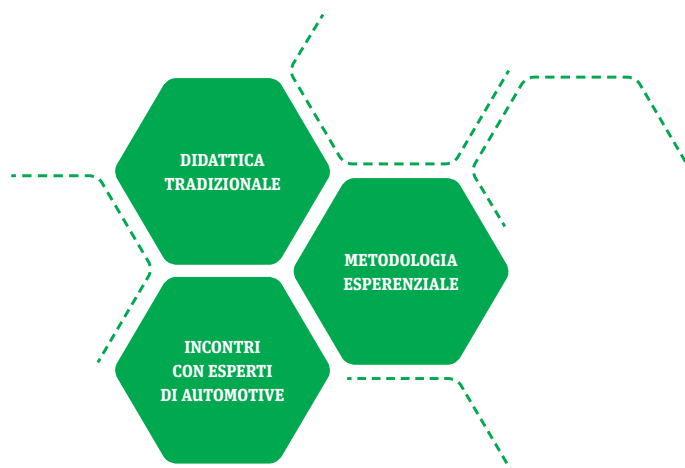 DIDATTICA
TRADIZIONALE
METODOLOGIA
ESPERENZIALE
INCONTRI
CON ESPERTI
DI AUTOMOTIVE